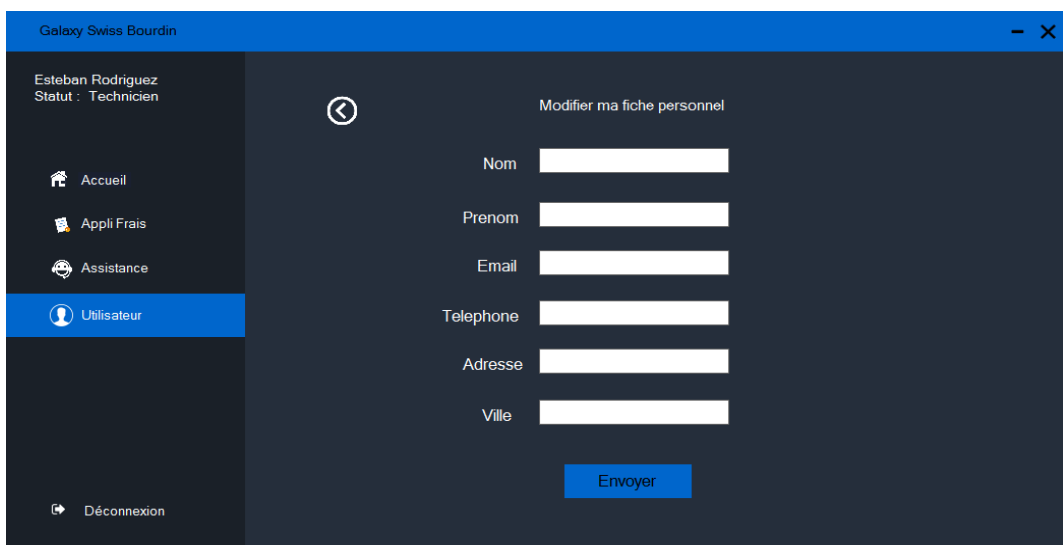 Galaxy Swiss Bourdin
Esteban Rodriguez
Statut : Technicien
Accueil
Appli Frais
Assistance
Utilisateur
Déconnexion
Modifier ma fiche personnel
Nom
Prenom
Email
Telephone
Adresse
Ville
Envoyer